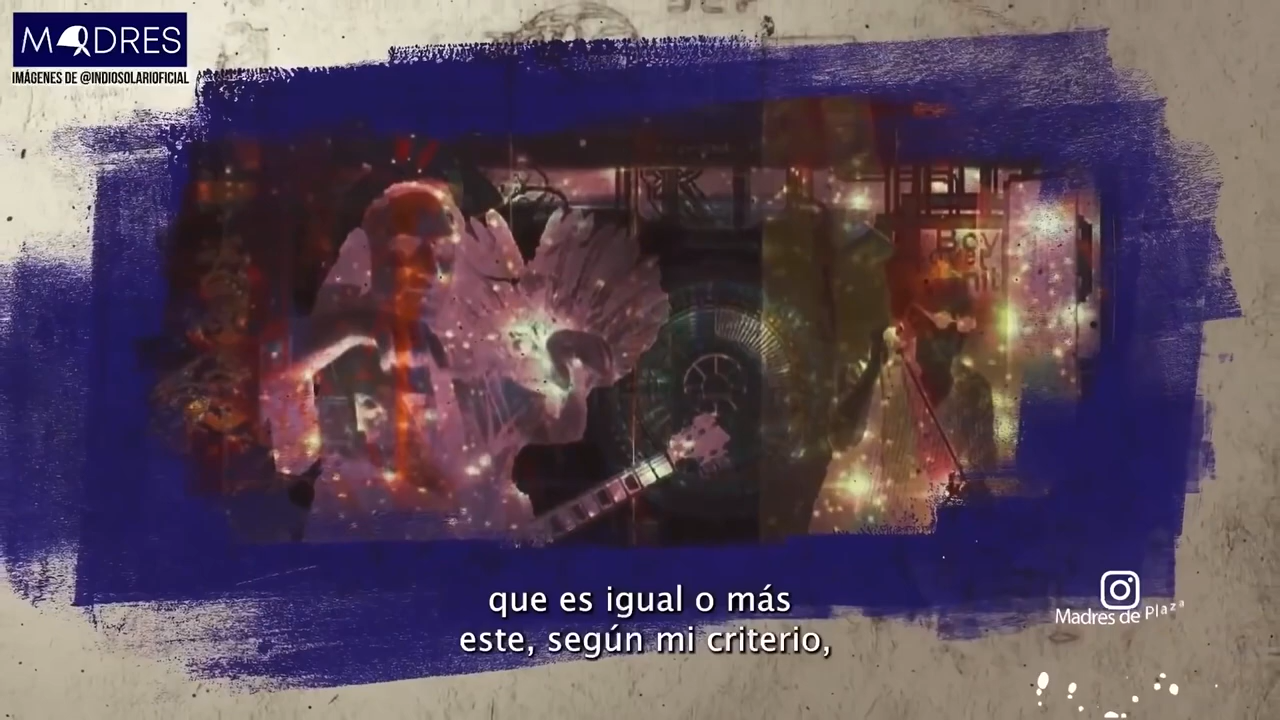 MADRES
IMÁGENES DE @INDIOSOLARIOFICIAL
que es igual o más
este, según mi criterio,
Madres de Plaza